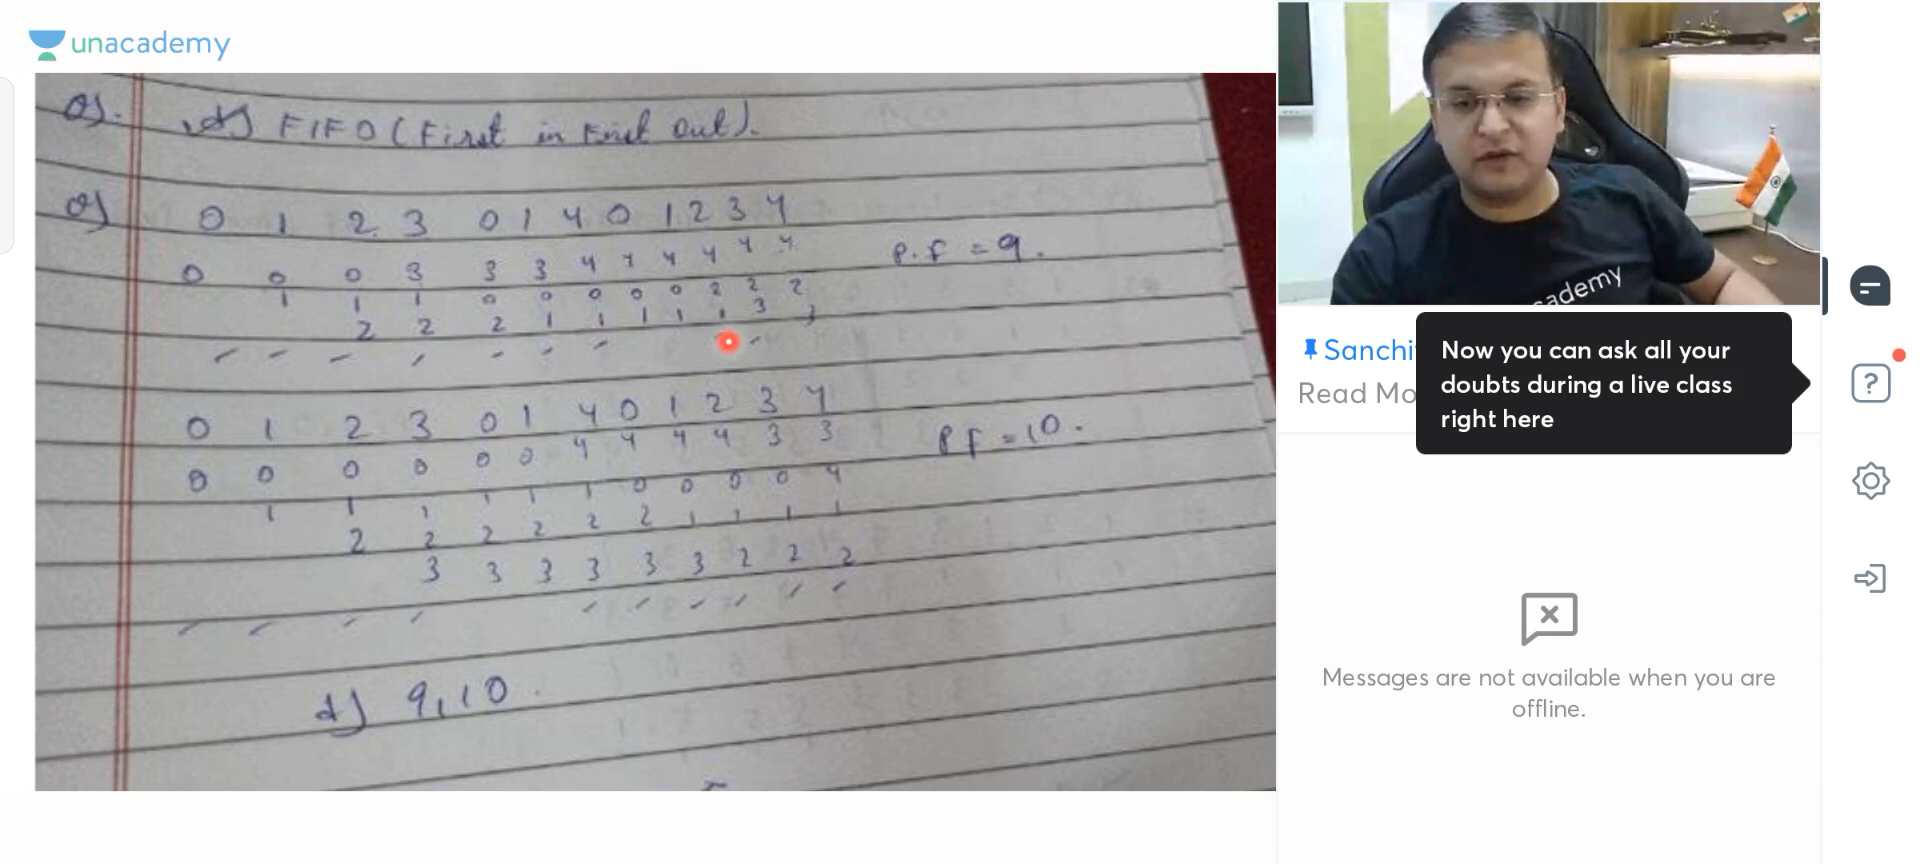 unacademy
Q). d) FIFO (First in First Out).
Q) 0 1 2. 3 0 1 4 0 1 2 3 4
0 0 0 3 3 3 4 4 4 4 4 4 P.F = 9.
1 1 1 0 0 0 0 0 2 2 2
2 2 2 1 1 1 1 1 3 3
0 1 2 3 0 1 4 0 1 2 3 4
0 0 0 0 0 0 4 4 4 4 3 3 PF = 10.
1 1 1 1 1 1 0 0 0 0 4
2 2 2 2 2 2 1 1 1 1
3 3 3 3 3 3 2 2 2
d) 9,10.
ademy
Sanchi
Read Mo
Now you can ask all your
doubts during a live class
right here
?
Messages are not available when you are
offline.